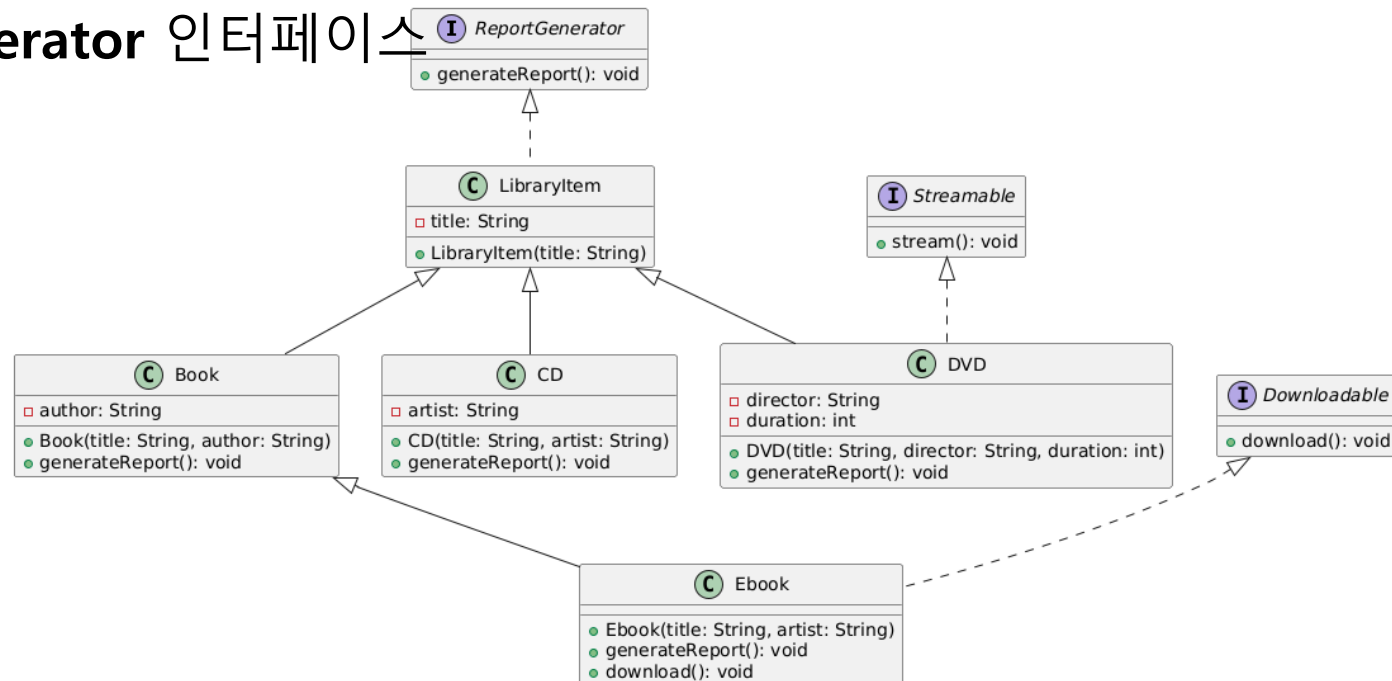 erator 인터페이스
I ReportGenerator
generateReport(): void
C LibraryItem
title: String
LibraryItem(title: String)
I Streamable
stream(): void
C Book
author: String
Book(title: String, author: String)
generateReport(): void
C CD
artist: String
CD(title: String, artist: String)
generateReport(): void
C DVD
director: String
duration: int
DVD(title: String, director: String, duration: int)
generateReport(): void
I Downloadable
download(): void
C Ebook
Ebook(title: String, artist: String)
generateReport(): void
download(): void